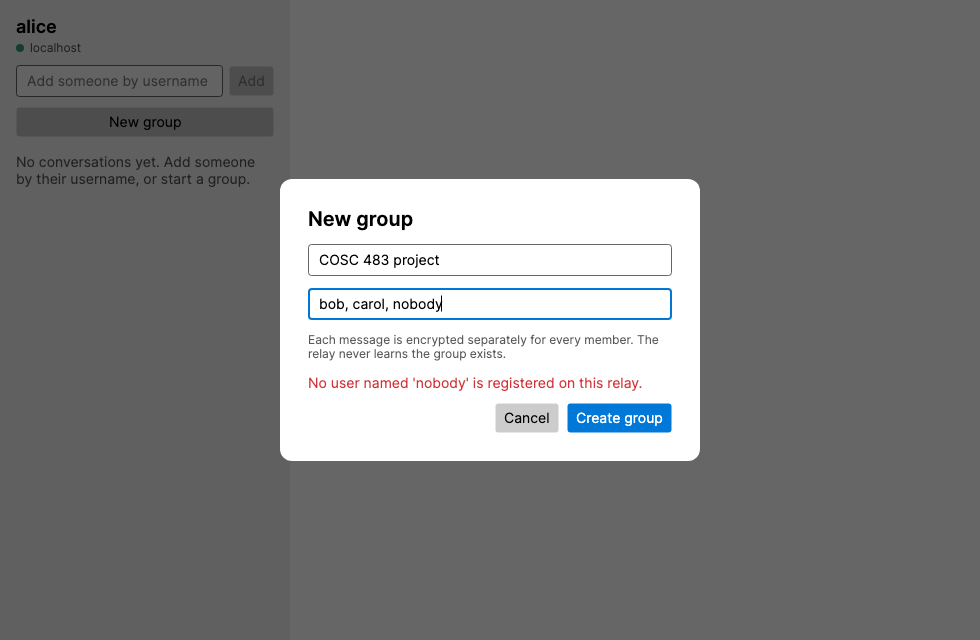 alice
localhost
Add someone by username
Add
New group
No conversations yet. Add someone
by their username, or start a group.
New group
COSC 483 project
bob, carol, nobody
Each message is encrypted separately for every member. The
relay never learns the group exists.
No user named 'nobody' is registered on this relay.
Cancel
Create group